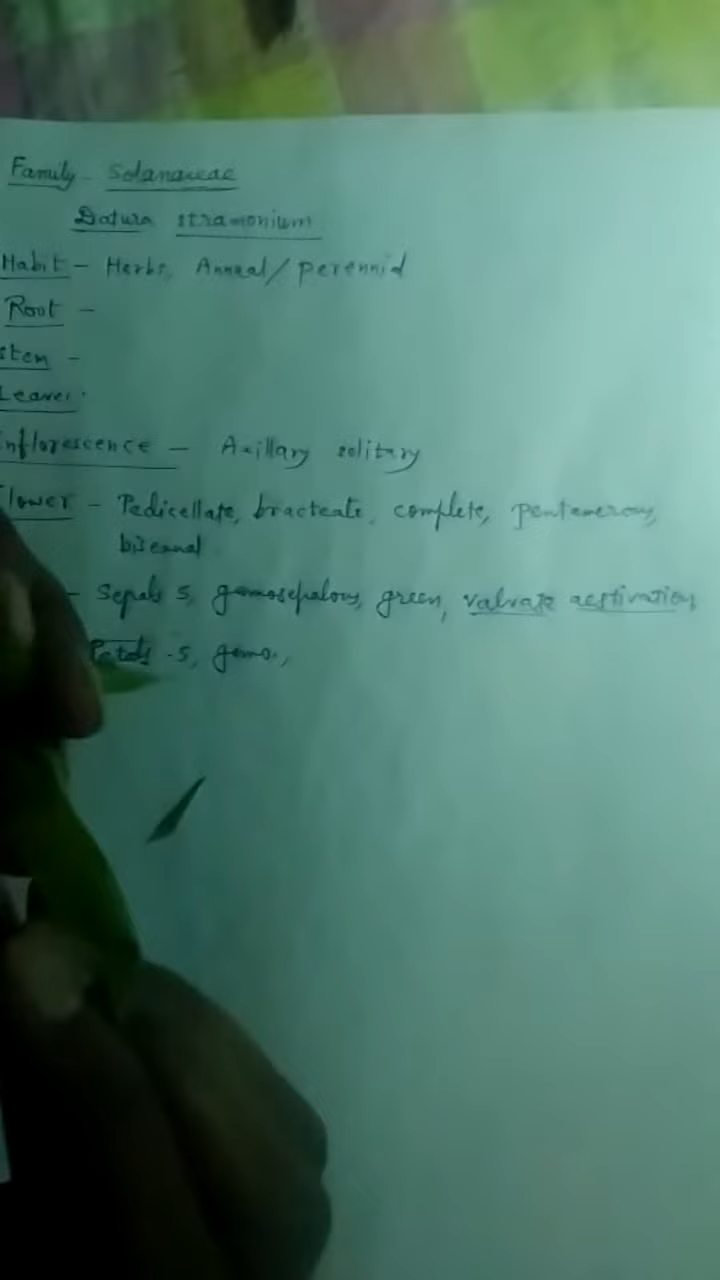 Family - Solanaceae
Datura stramonium
Habit - Herbs, Annual/perennial
Root -
stem -
Leaves:
Inflorescence - Axillary solitary
Flower - Pedicellate, bracteate, complete, pentamerous,
bisexual
- Sepals 5, gamosepalous, green, valvate aestivation
Petals - 5, gamo.,